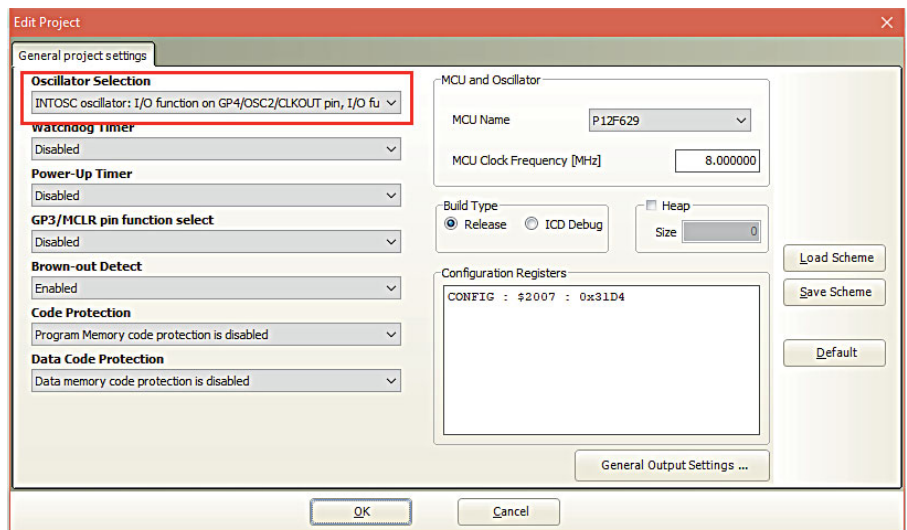 Edit Project
General project settings
Oscillator Selection
INTOSC oscillator: I/O function on GP4/OSC2/CLKOUT pin, I/O fu
Watchdog Timer
Disabled
Power-Up Timer
Disabled
GP3/MCLR pin function select
Disabled
Brown-out Detect
Enabled
Code Protection
Program Memory code protection is disabled
Data Code Protection
Data memory code protection is disabled
MCU and Oscillator
MCU Name P12F629
MCU Clock Frequency [MHz] 8.000000
Build Type
Release ICD Debug
Heap
Size 0
Configuration Registers
CONFIG : $2007 : 0x31D4
General Output Settings ...
Load Scheme
Save Scheme
Default
OK Cancel